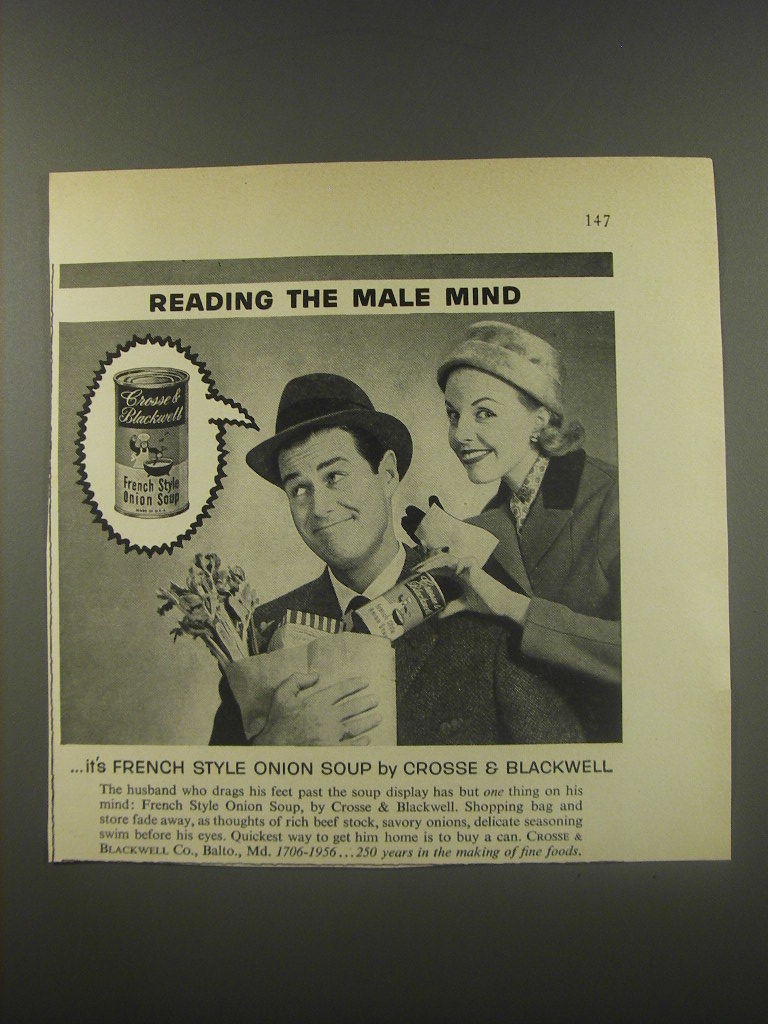 147
READING THE MALE MIND
Crosse &
Blackwell
French Style
Onion Soup
MADE IN U.S.A.
...it's FRENCH STYLE ONION SOUP by CROSSE & BLACKWELL
The husband who drags his feet past the soup display has but one thing on his
mind: French Style Onion Soup, by Crosse & Blackwell. Shopping bag and
store fade away, as thoughts of rich beef stock, savory onions, delicate seasoning
swim before his eyes. Quickest way to get him home is to buy a can. CROSSE &
BLACKWELL CO., Balto., Md. 1706-1956...250 years in the making of fine foods.